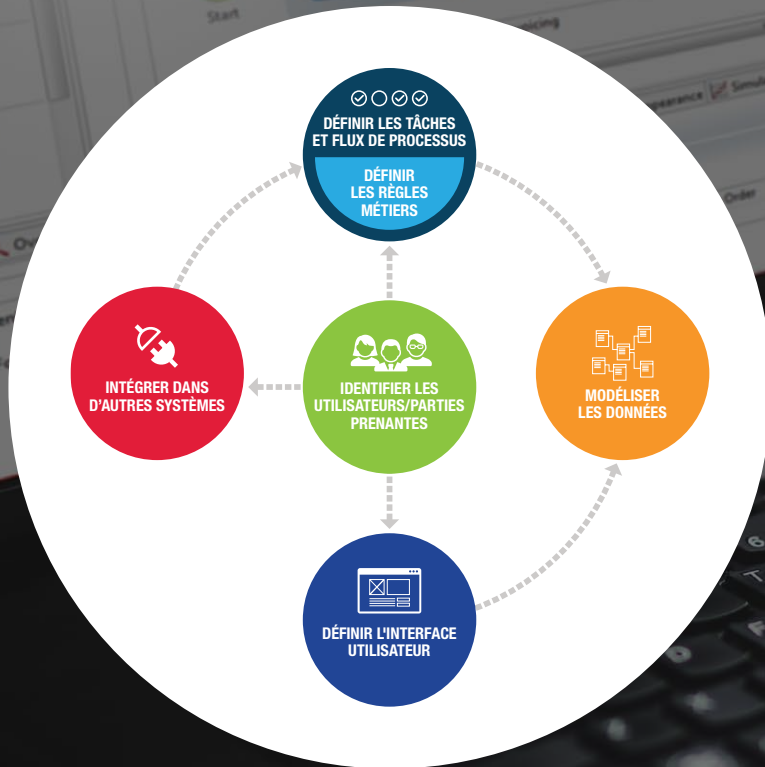 Start
DÉFINIR LES TÂCHES
ET FLUX DE PROCESSUS
DÉFINIR
LES RÈGLES
MÉTIERS
Order
INTÉGRER DANS
D'AUTRES SYSTÈMES
IDENTIFIER LES
UTILISATEURS/PARTIES
PRENANTES
MODÉLISER
LES DONNÉES
DÉFINIR L'INTERFACE
UTILISATEUR